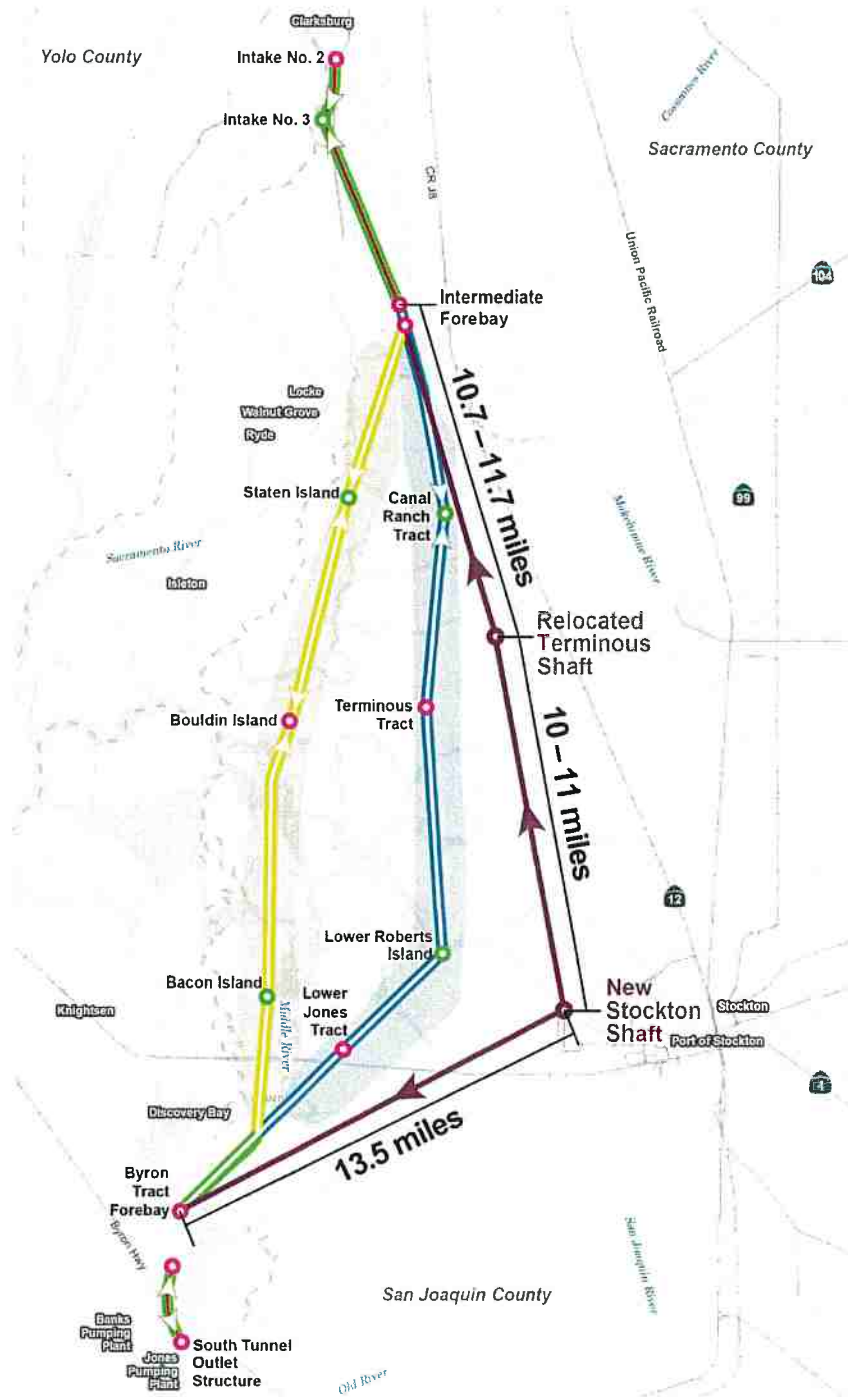 Clarksburg
Yolo County
Intake No. 2
Cosumnes River
Intake No. 3
Sacramento County
CR J8
Union Pacific Railroad
104
Intermediate
Forebay
10.7 – 11.7 miles
Locke
Walnut Grove
Ryde
Staten Island
Canal
Ranch
Tract
99
Mokelumne River
Sacramento River
Isleton
Relocated
Terminous
Shaft
Bouldin Island
Terminous
Tract
10 – 11 miles
12
Lower Roberts
Island
Bacon Island
Lower
Jones
Tract
Middle River
Knightsen
New
Stockton
Shaft
Stockton
Port of Stockton
4
Discovery Bay
13.5 miles
Byron
Tract
Forebay
Byron Hwy
San Joaquin River
San Joaquin County
Banks
Pumping
Plant
South Tunnel
Outlet
Structure
Jones
Pumping
Plant
Old River